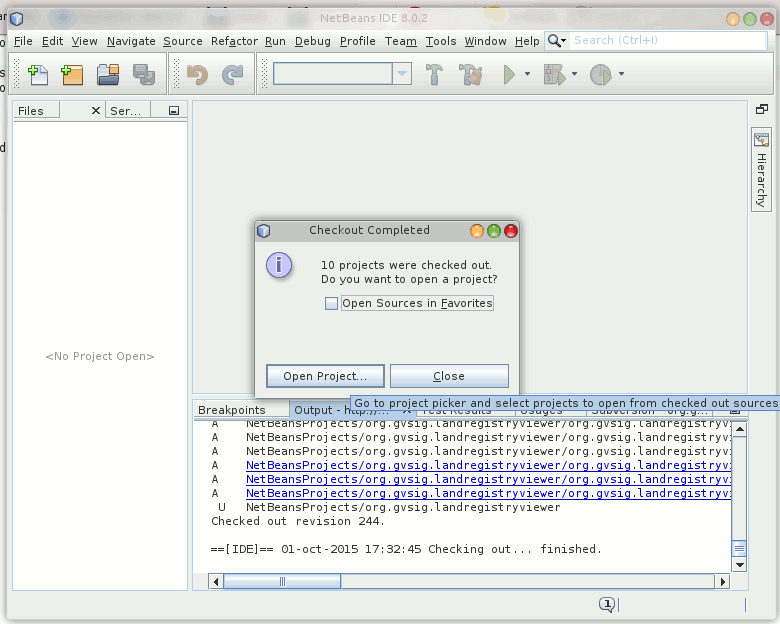 NetBeans IDE 8.0.2
File Edit View Navigate Source Refactor Run Debug Profile Team Tools Window Help Search (Ctrl+I)
Files Ser...
Hierarchy
<No Project Open>
Checkout Completed
10 projects were checked out.
Do you want to open a project?
Open Sources in Favorites
Open Project... Close
Go to project picker and select projects to open from checked out sources
Breakpoints Output - http://... Test Results Usages Subversion - org.g...
A NetBeansProjects/org.gvsig.landregistryviewer/org.gvsig.landregistryv
A NetBeansProjects/org.gvsig.landregistryviewer/org.gvsig.landregistryv
A NetBeansProjects/org.gvsig.landregistryviewer/org.gvsig.landregistryv
A NetBeansProjects/org.gvsig.landregistryviewer/org.gvsig.landregistryvi
A NetBeansProjects/org.gvsig.landregistryviewer/org.gvsig.landregistryvi
A NetBeansProjects/org.gvsig.landregistryviewer/org.gvsig.landregistryvi
U NetBeansProjects/org.gvsig.landregistryviewer
Checked out revision 244.
==[IDE]== 01-oct-2015 17:32:45 Checking out... finished.
1